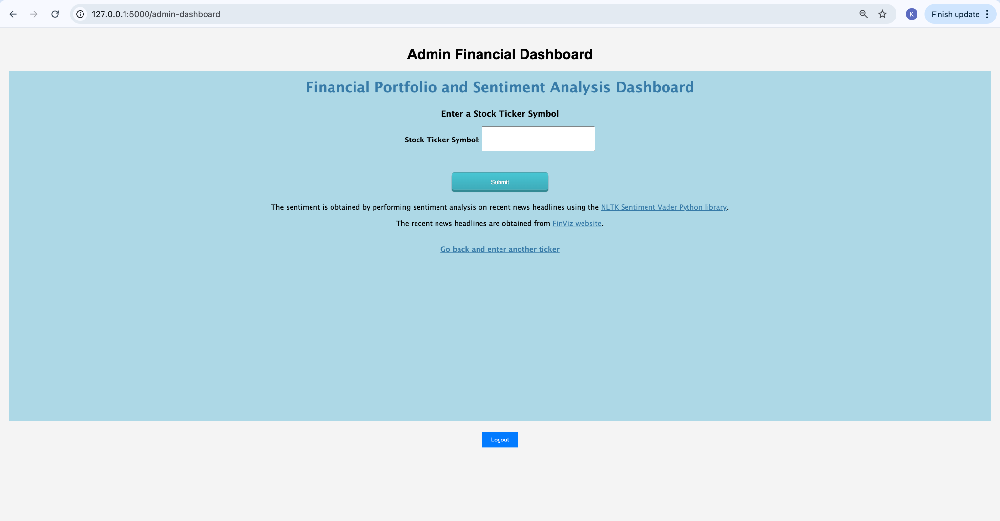 127.0.0.1:5000/admin-dashboard
K
Finish update
Admin Financial Dashboard
Financial Portfolio and Sentiment Analysis Dashboard
Enter a Stock Ticker Symbol
Stock Ticker Symbol:
Submit
The sentiment is obtained by performing sentiment analysis on recent news headlines using the NLTK Sentiment Vader Python library.
The recent news headlines are obtained from FinViz website.
Go back and enter another ticker
Logout